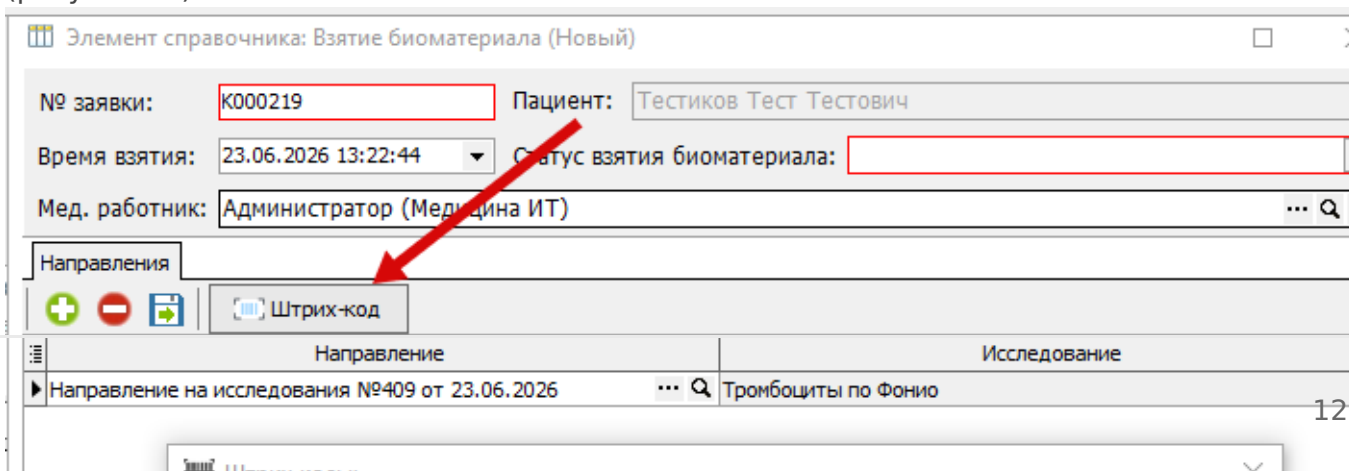 Элемент справочника: Взятие биоматериала (Новый)
№ заявки: K000219 Пациент: Тестиков Тест Тестович
Время взятия: 23.06.2026 13:22:44 Статус взятия биоматериала:
Мед. работник: Администратор (Медицина ИТ)
Направления
Штрих-код
Направление Исследование
Направление на исследования №409 от 23.06.2026 ... Тромбоциты по Фонио
12